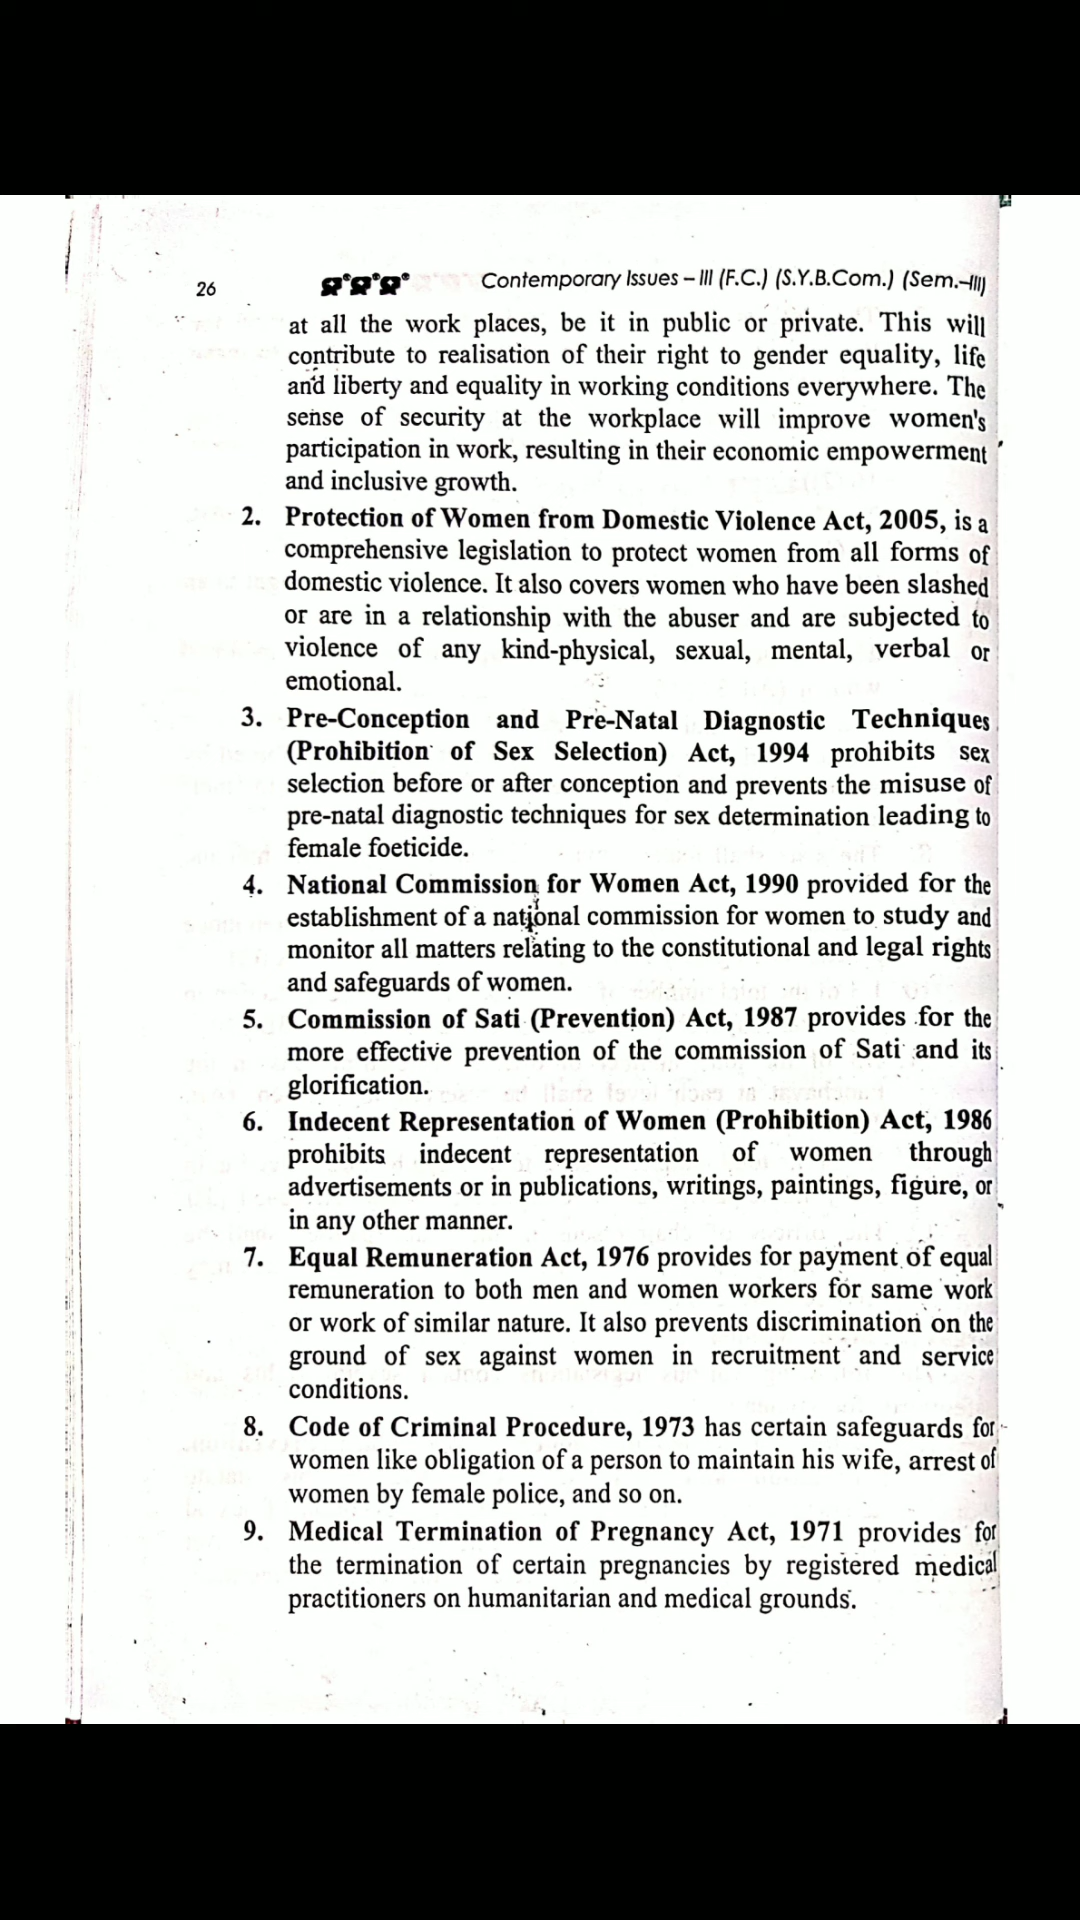 26
Contemporary Issues – III (F.C.) (S.Y.B.Com.) (Sem.–III)
at all the work places, be it in public or private. This will
contribute to realisation of their right to gender equality, life
and liberty and equality in working conditions everywhere. The
sense of security at the workplace will improve women's
participation in work, resulting in their economic empowerment
and inclusive growth.
2. Protection of Women from Domestic Violence Act, 2005, is a
comprehensive legislation to protect women from all forms of
domestic violence. It also covers women who have been slashed
or are in a relationship with the abuser and are subjected to
violence of any kind-physical, sexual, mental, verbal or
emotional.
3. Pre-Conception and Pre-Natal Diagnostic Techniques
(Prohibition of Sex Selection) Act, 1994 prohibits sex
selection before or after conception and prevents the misuse of
pre-natal diagnostic techniques for sex determination leading to
female foeticide.
4. National Commission for Women Act, 1990 provided for the
establishment of a national commission for women to study and
monitor all matters relating to the constitutional and legal rights
and safeguards of women.
5. Commission of Sati (Prevention) Act, 1987 provides for the
more effective prevention of the commission of Sati and its
glorification.
6. Indecent Representation of Women (Prohibition) Act, 1986
prohibits indecent representation of women through
advertisements or in publications, writings, paintings, figure, or
in any other manner.
7. Equal Remuneration Act, 1976 provides for payment of equal
remuneration to both men and women workers for same work
or work of similar nature. It also prevents discrimination on the
ground of sex against women in recruitment and service
conditions.
8. Code of Criminal Procedure, 1973 has certain safeguards for
women like obligation of a person to maintain his wife, arrest of
women by female police, and so on.
9. Medical Termination of Pregnancy Act, 1971 provides for
the termination of certain pregnancies by registered medical
practitioners on humanitarian and medical grounds.